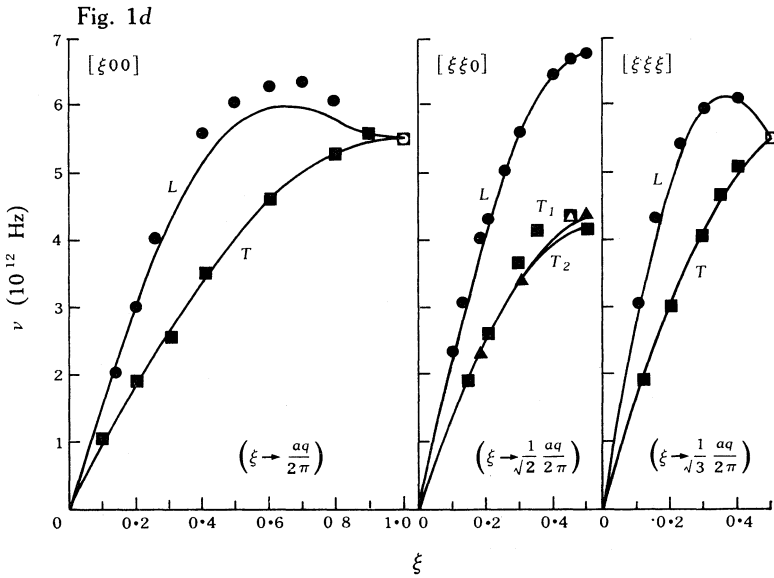 Fig. 1d
[ξ00]
[ξξ0]
[ξξξ]
7
6
5
4
3
2
1
0
ν (10¹² Hz)
L
T
L
T₁
T₂
L
T
(ξ→ aq/2π)
(ξ→ 1/√2 aq/2π)
(ξ→ 1/√3 aq/2π)
0 0.2 0.4 0.6 0 8 1.0 0 0.2 0.4 0 0.2 0.4
ξ